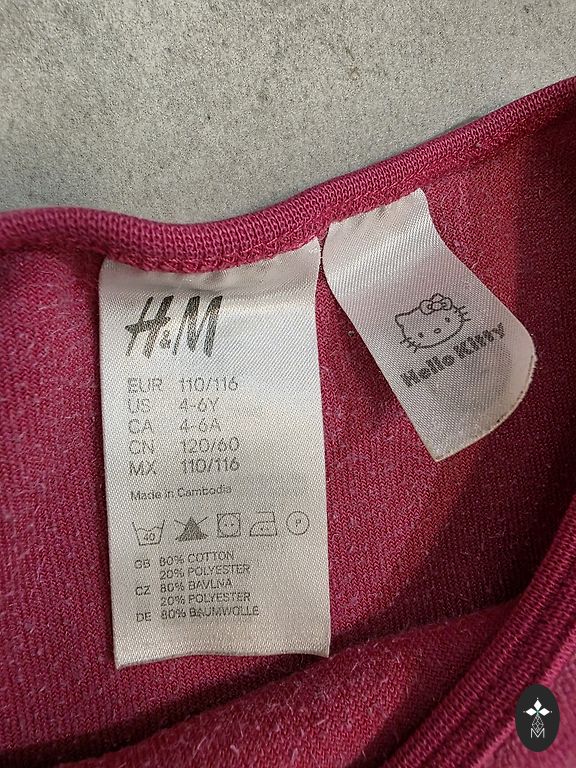 H&M
EUR 110/116
US 4-6Y
CA 4-6A
CN 120/60
MX 110/116
Made in Cambodia
40 P
GB 80% COTTON
20% POLYESTER
CZ 80% BAVLNA
20% POLYESTER
DE 80% BAUMWOLLE
Hello Kitty
M